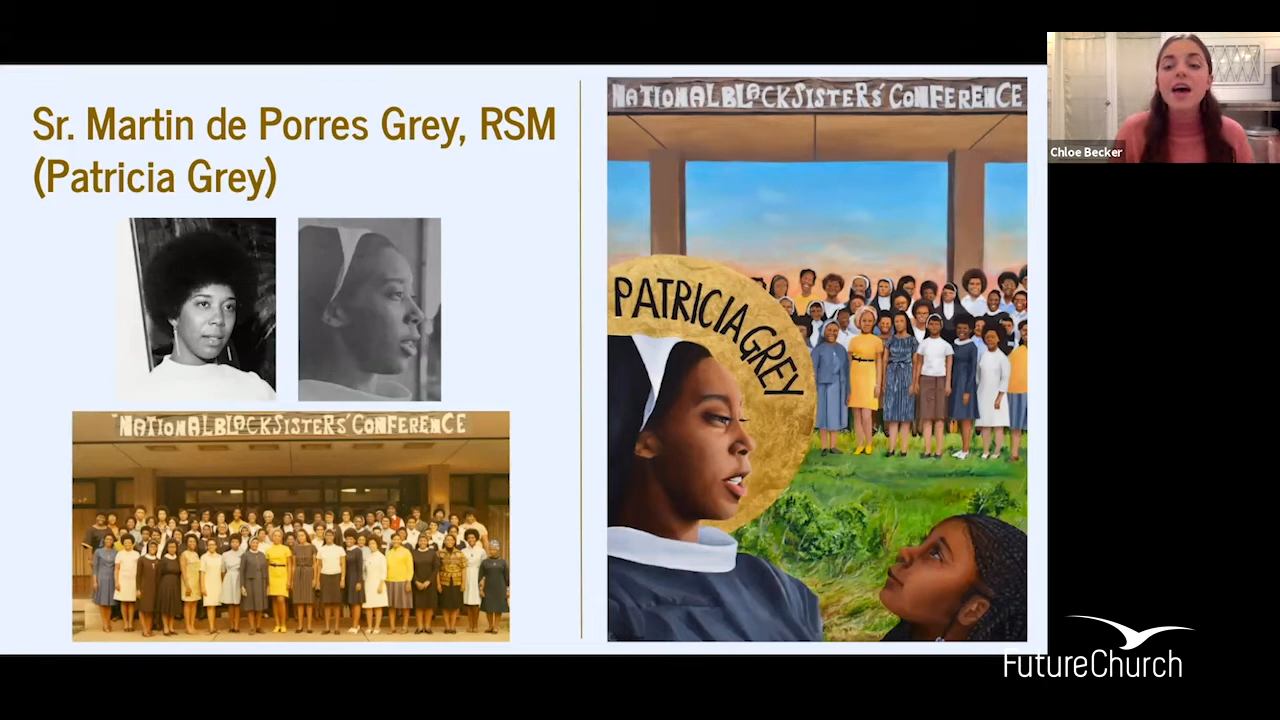 Sr. Martin de Porres Grey, RSM
(Patricia Grey)
NATIONAL BLACK SISTERS' CONFERENCE
NATIONAL BLACK SISTERS' CONFERENCE
PATRICIA GREY
Chloe Becker
FutureChurch